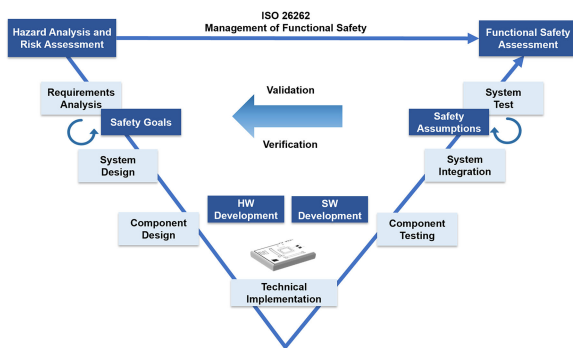 ISO 26262
Management of Functional Safety
Hazard Analysis and
Risk Assessment
Functional Safety
Assessment
Requirements
Analysis
Safety Goals
System
Design
Component
Design
Validation
Verification
HW
Development
SW
Development
Technical
Implementation
System
Test
Safety
Assumptions
System
Integration
Component
Testing